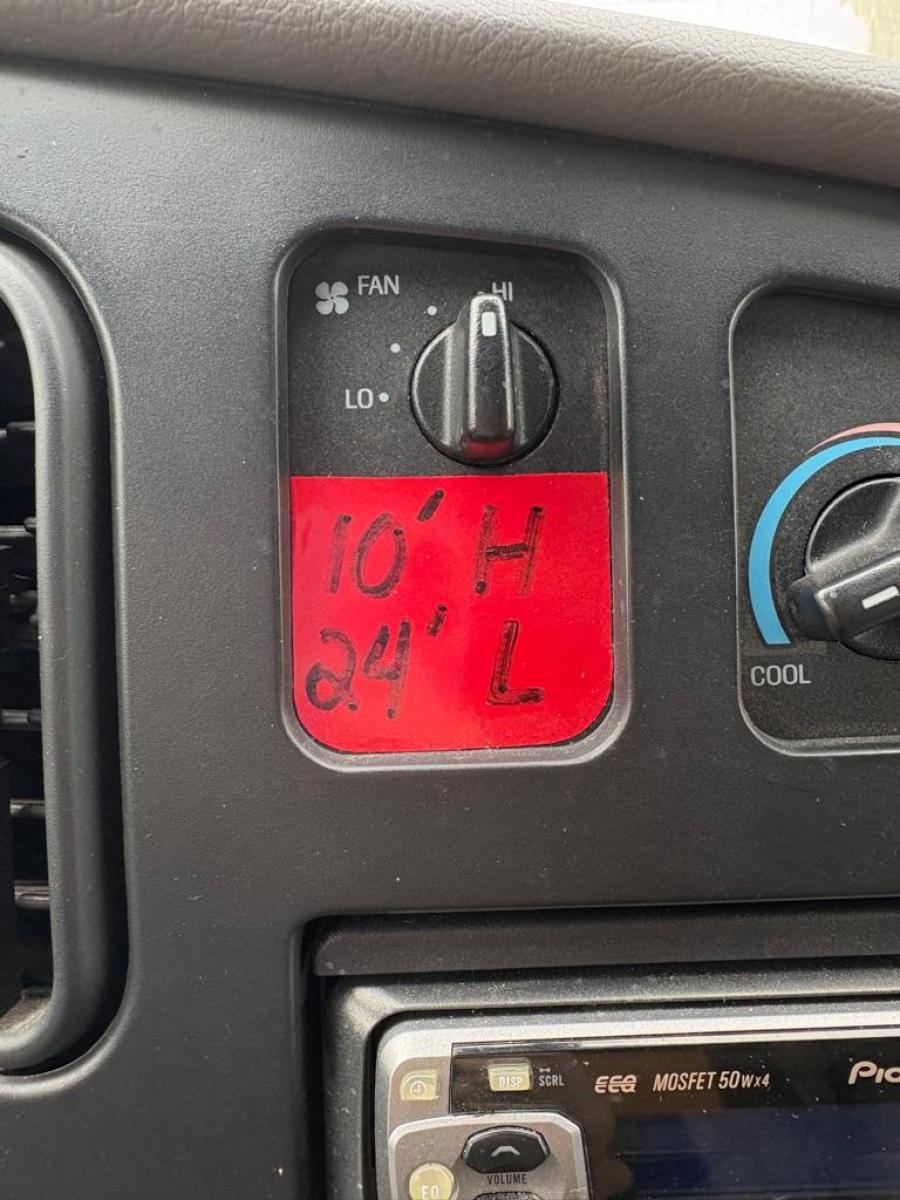 FAN
HI
LO
10' H
24' L
COOL
DISP
SCRL
EEQ MOSFET 50Wx4
VOLUME
EQ